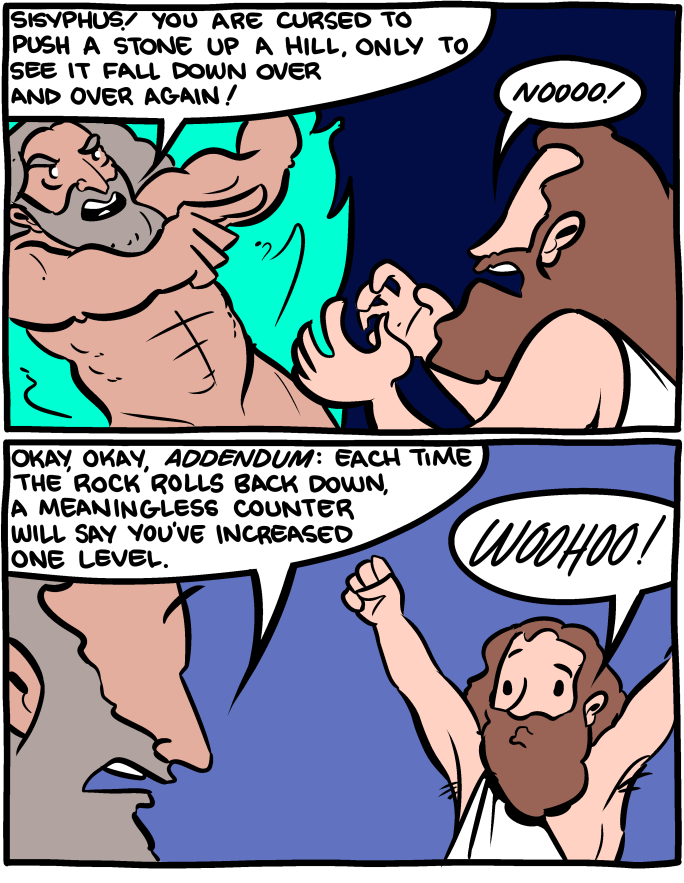 SISYPHUS! YOU ARE CURSED TO
PUSH A STONE UP A HILL, ONLY TO
SEE IT FALL DOWN OVER
AND OVER AGAIN!
NOOOO!
OKAY, OKAY, ADDENDUM: EACH TIME
THE ROCK ROLLS BACK DOWN,
A MEANINGLESS COUNTER
WILL SAY YOU'VE INCREASED
ONE LEVEL.
WOOHOO!